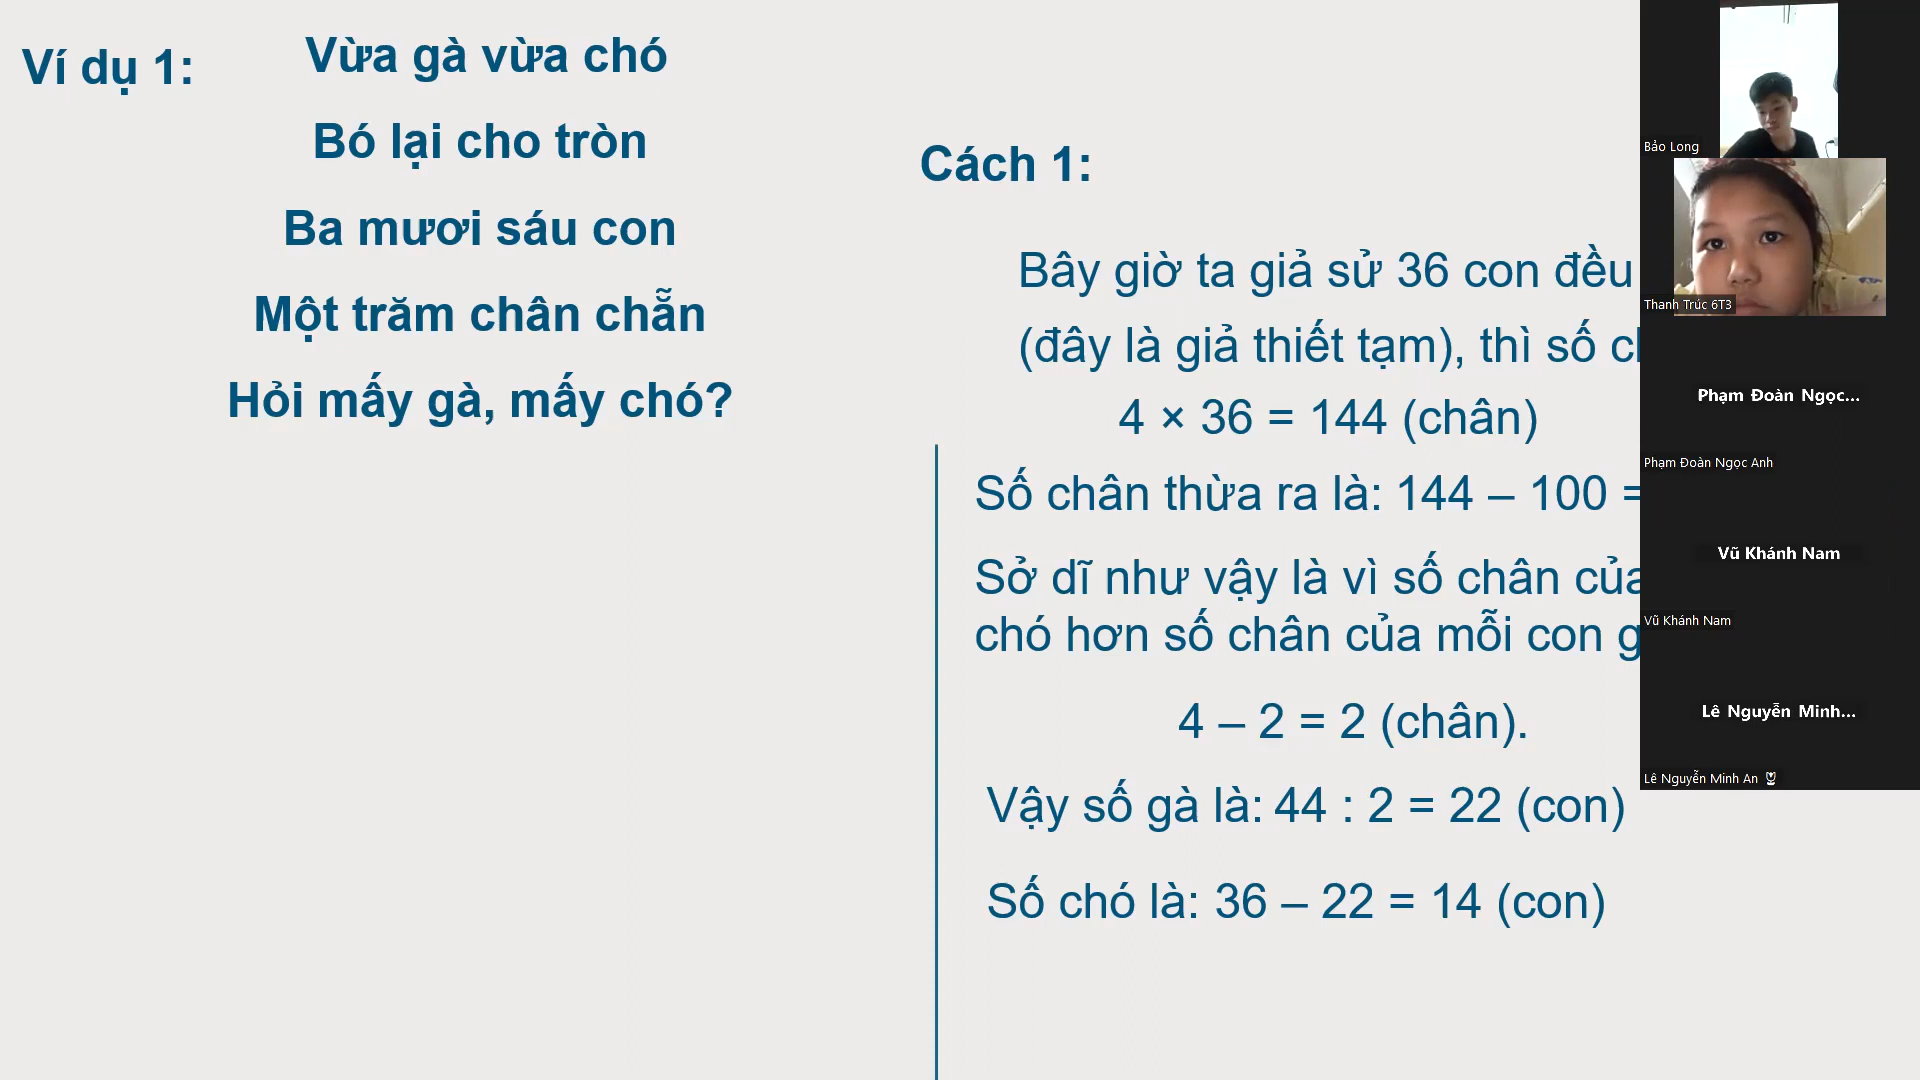 Ví dụ 1:
Vừa gà vừa chó
Bó lại cho tròn
Ba mươi sáu con
Một trăm chân chẵn
Hỏi mấy gà, mấy chó?
Cách 1:
Bây giờ ta giả sử 36 con đều
(đây là giả thiết tạm), thì số
4 × 36 = 144 (chân)
Số chân thừa ra là: 144 – 100 =
Sở dĩ như vậy là vì số chân của
chó hơn số chân của mỗi con
4 – 2 = 2 (chân).
Vậy số gà là: 44 : 2 = 22 (con)
Số chó là: 36 – 22 = 14 (con)
Bảo Long
Thanh Trúc 6T3
Phạm Đoàn Ngọc...
Phạm Đoàn Ngọc Anh
Vũ Khánh Nam
Vũ Khánh Nam
Lê Nguyễn Minh...
Lê Nguyễn Minh An